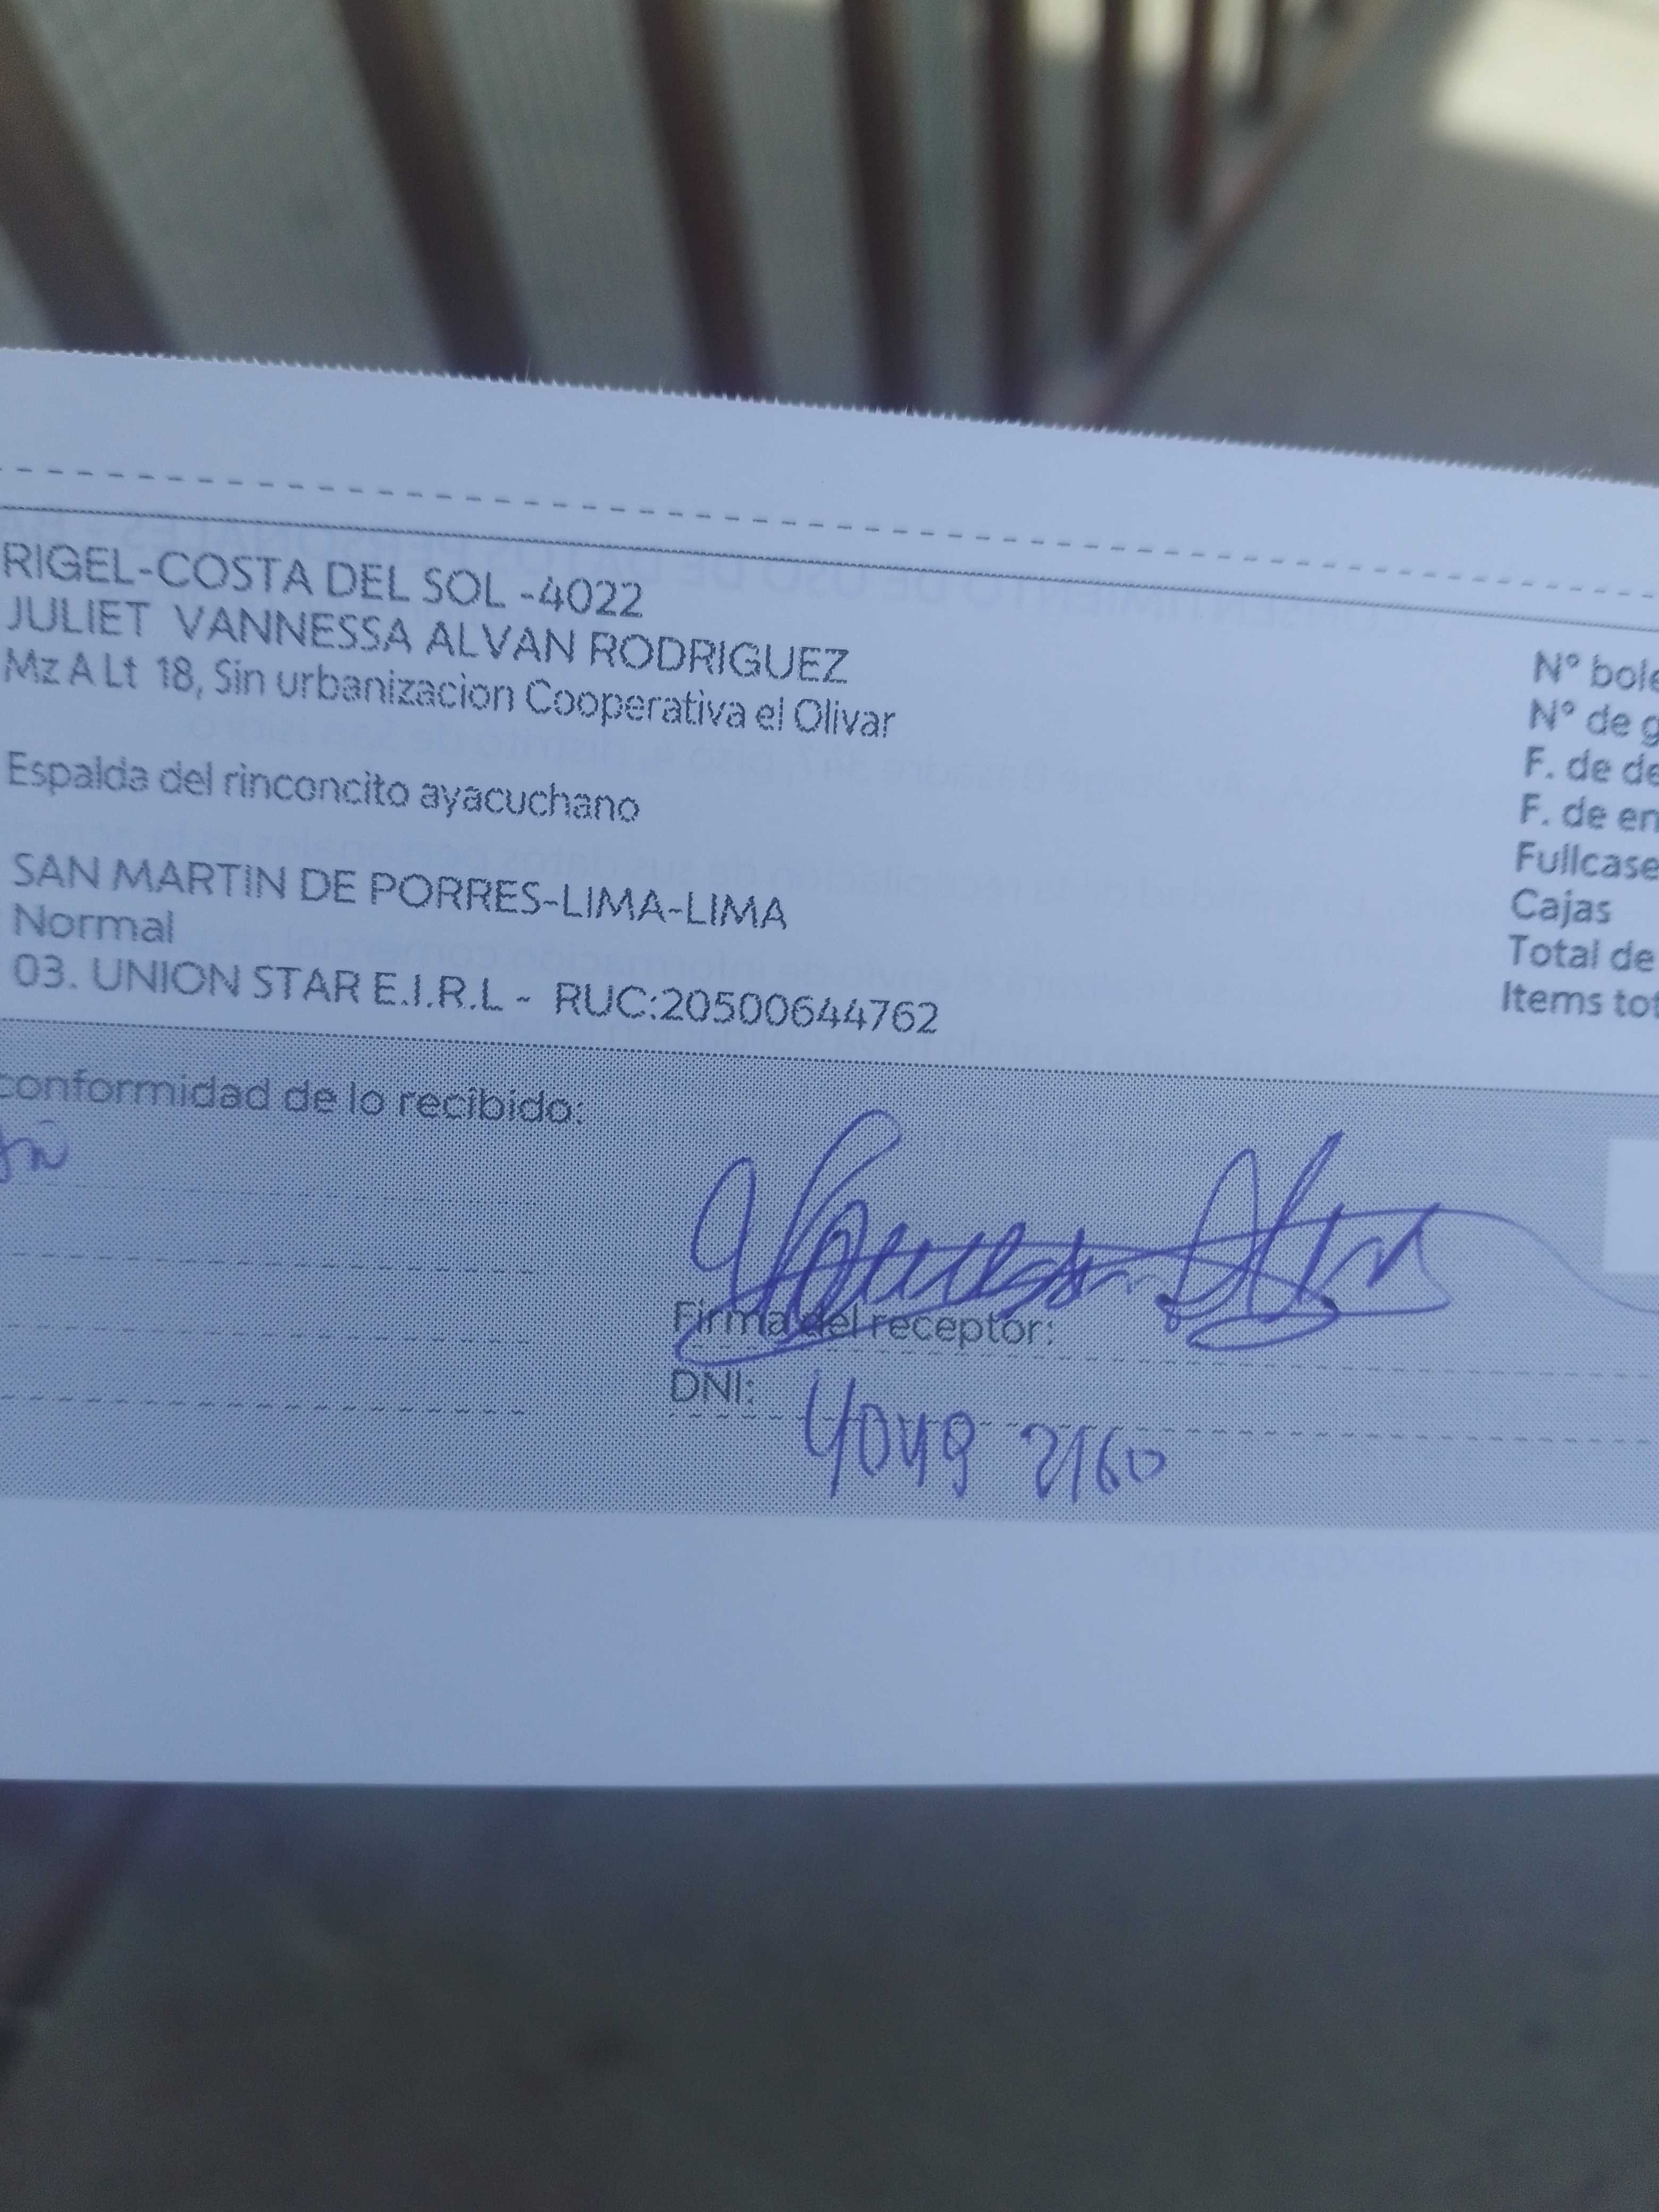 RIGEL-COSTA DEL SOL -4022
JULIET VANNESSA ALVAN RODRIGUEZ
Mz A Lt 18, Sin urbanizacion Cooperativa el Olivar
Espalda del rinconcito ayacuchano
SAN MARTIN DE PORRES-LIMA-LIMA
Normal
03. UNION STAR E.I.R.L - RUC:20500644762
N° bole
N° de g
F. de de
F. de en
Fullcase
Cajas
Total de
Items tot
conformidad de lo recibido:
Firma del receptor:
DNI: 4049 2160